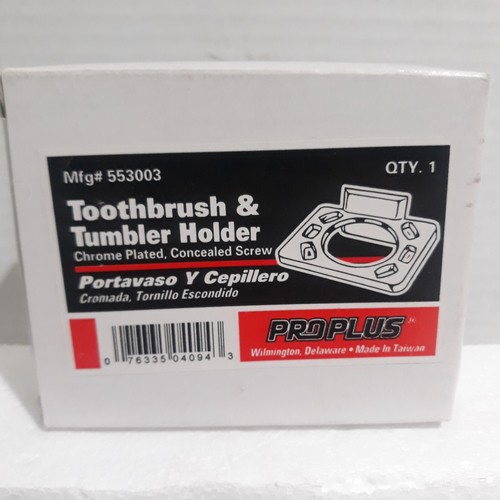 Mfg# 553003
QTY. 1
Toothbrush &
Tumbler Holder
Chrome Plated, Concealed Screw
Portavaso Y Cepillero
Cromada, Tornillo Escondido
0 76335 04094 3
PROPLUS
Wilmington, Delaware • Made In Taiwan